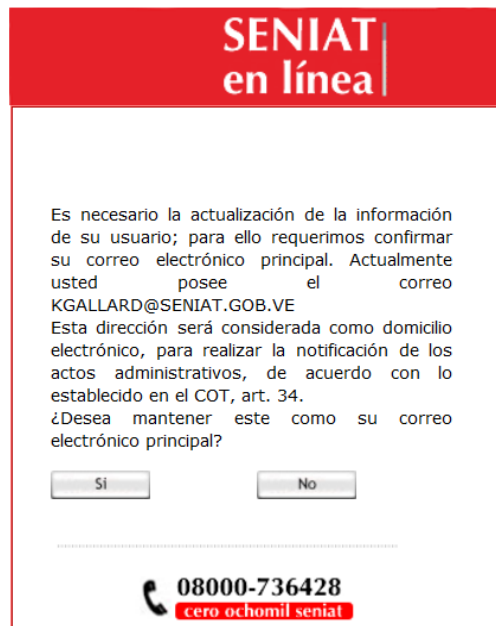 SENIAT
en línea
Es necesario la actualización de la información
de su usuario; para ello requerimos confirmar
su correo electrónico principal. Actualmente
usted posee el correo
KGALLARD@SENIAT.GOB.VE
Esta dirección será considerada como domicilio
electrónico, para realizar la notificación de los
actos administrativos, de acuerdo con lo
establecido en el COT, art. 34.
¿Desea mantener este como su correo
electrónico principal?
Si No
08000-736428
cero ochomil seniat